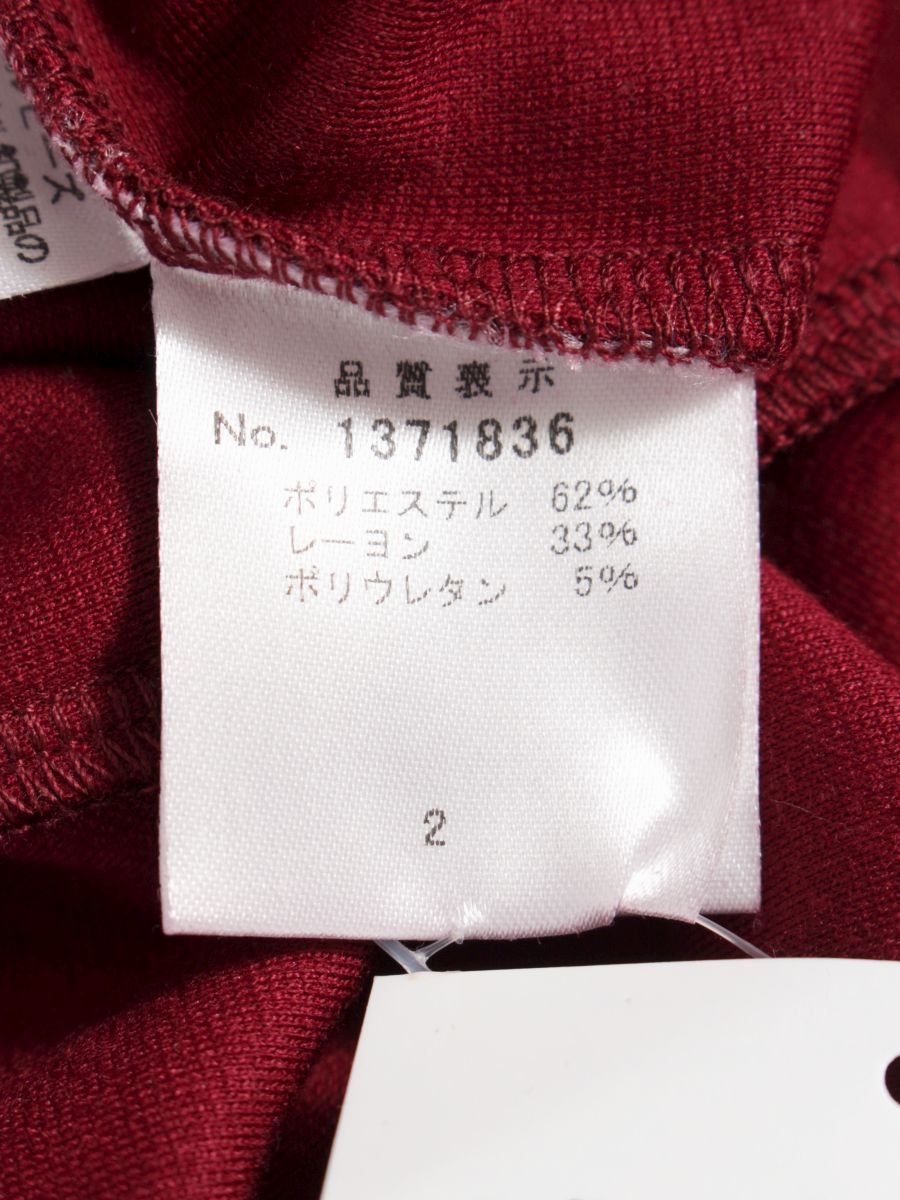 品質表示
No. 1371836
ポリエステル 62%
レーヨン 33%
ポリウレタン 5%
2